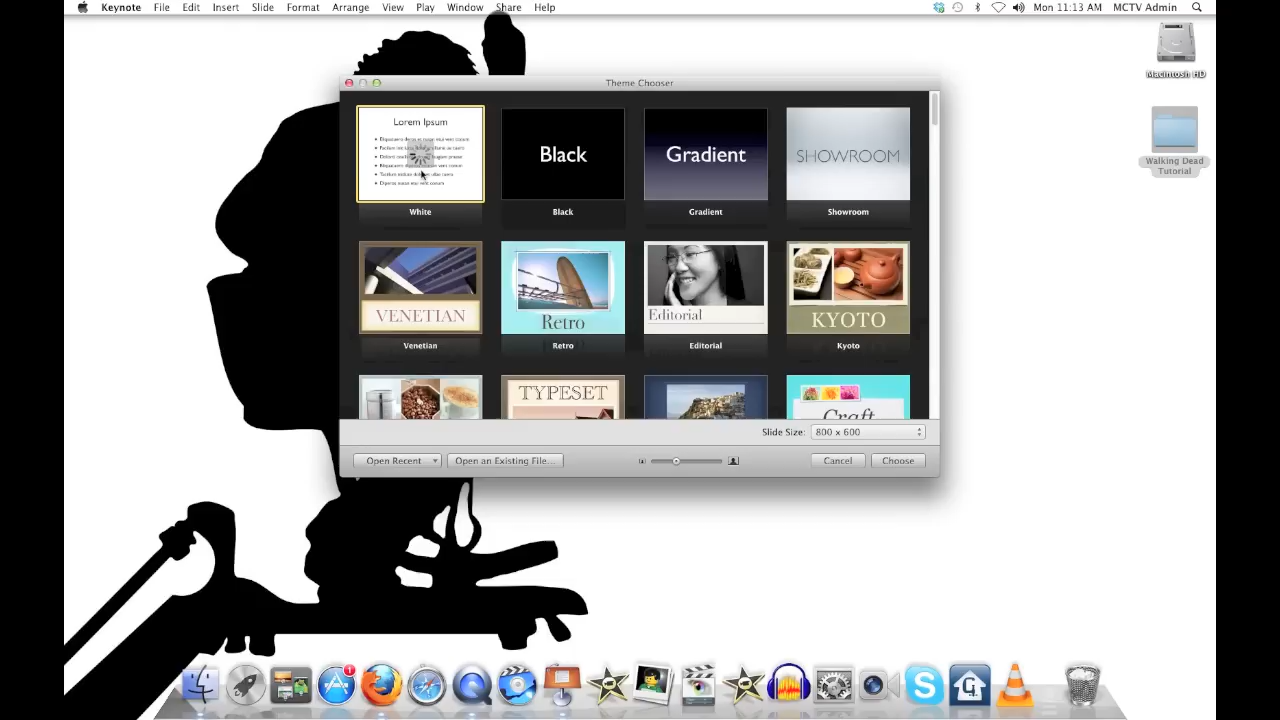 Keynote File Edit Insert Slide Format Arrange View Play Window Share Help Mon 11:13 AM MCTV Admin
Macintosh HD
Walking Dead
Tutorial
Theme Chooser
Lorem Ipsum
Black Gradient SHOWROOM
White Black Gradient Showroom
VENETIAN Retro Editorial KYOTO
Venetian Retro Editorial Kyoto
TYPESET Craft
Slide Size: 800 x 600
Open Recent Open an Existing File... Cancel Choose
1